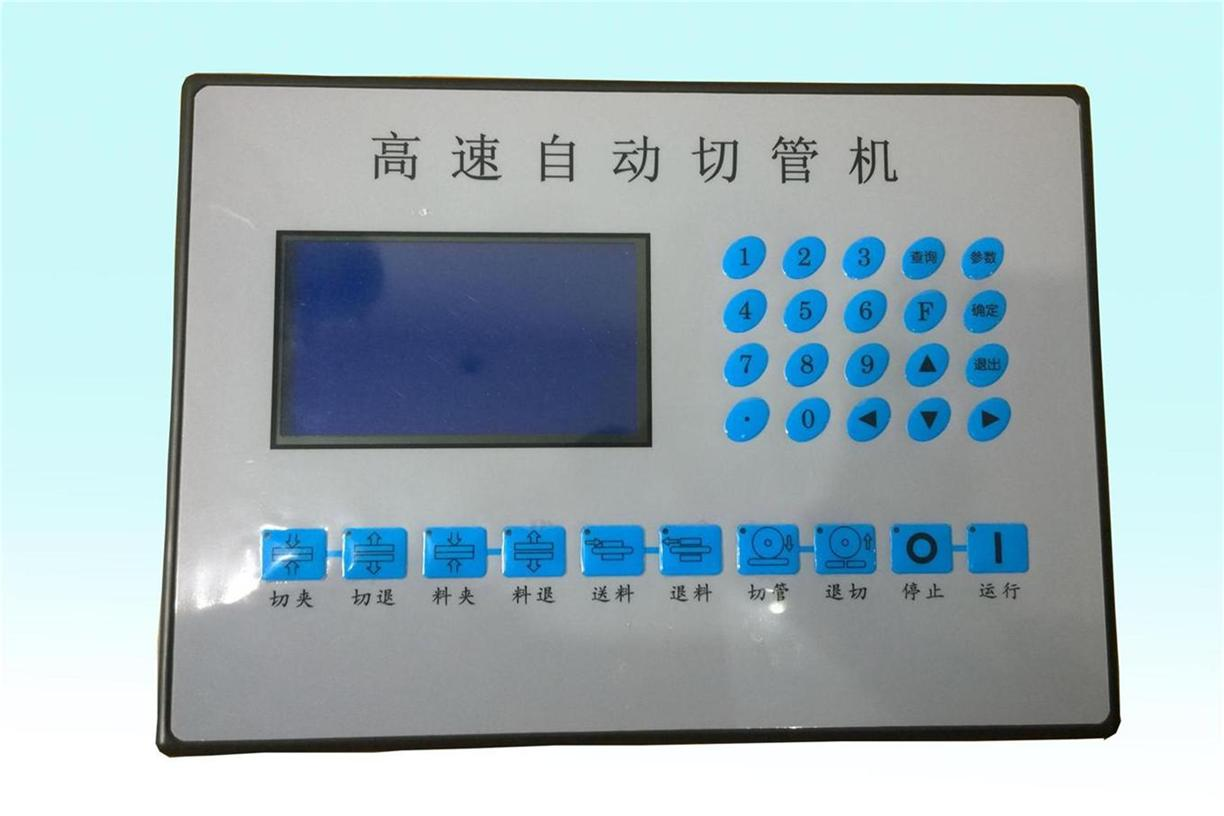 高速自动切管机
1 2 3 查询 参数
4 5 6 F 确定
7 8 9 ▲ 退出
. 0 ◀ ▼ ▶
切夹 切退 料夹 料退 送料 退料 切管 退切 停止 运行